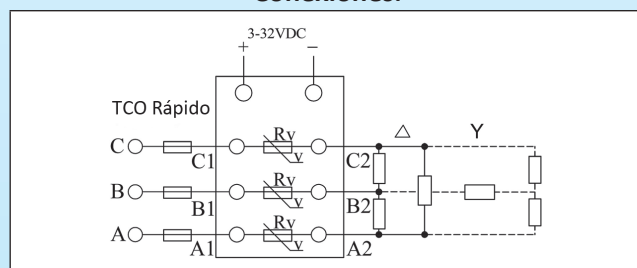 Conexiones:
3-32VDC
+ −
TCO Rápido
Rv
C C1 v C2 △ Y
Rv
B B1 v B2
Rv
A A1 v A2